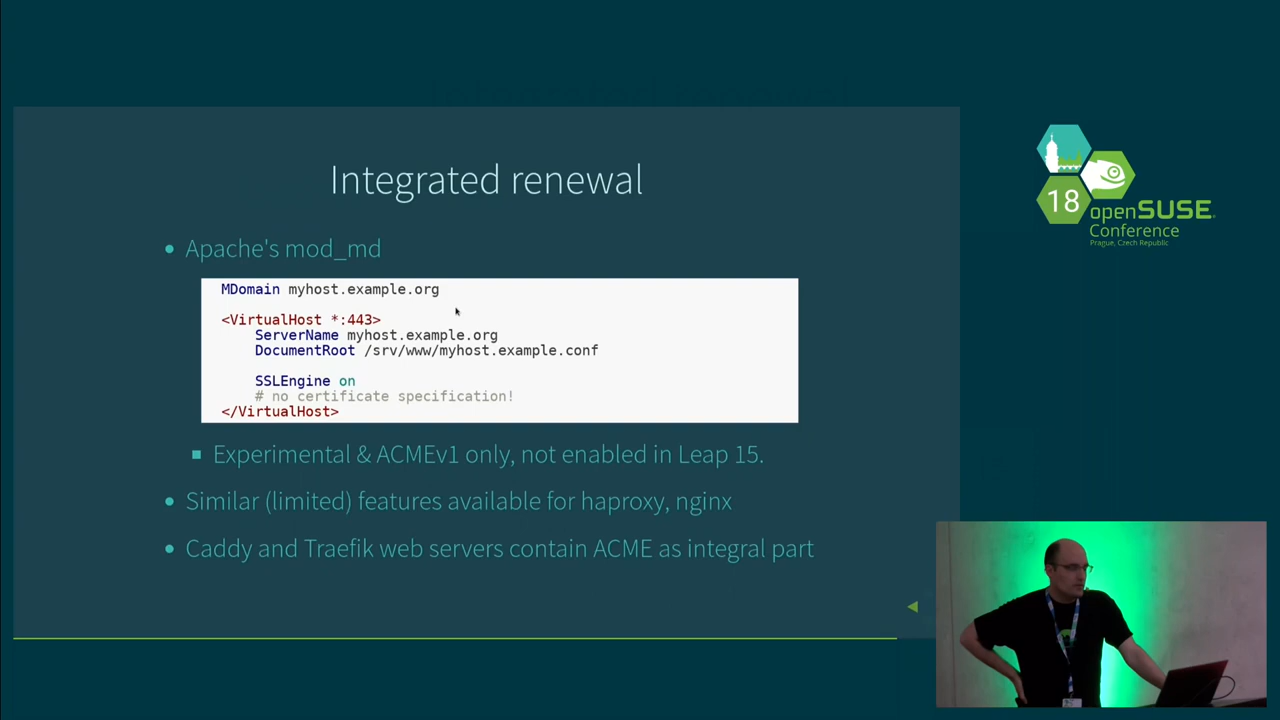 Integrated renewal
Apache's mod_md
MDomain myhost.example.org
<VirtualHost *:443>
ServerName myhost.example.org
DocumentRoot /srv/www/myhost.example.conf
SSLEngine on
# no certificate specification!
</VirtualHost>
Experimental & ACMEv1 only, not enabled in Leap 15.
Similar (limited) features available for haproxy, nginx
Caddy and Traefik web servers contain ACME as integral part
18
openSUSE
Conference
Prague, Czech Republic